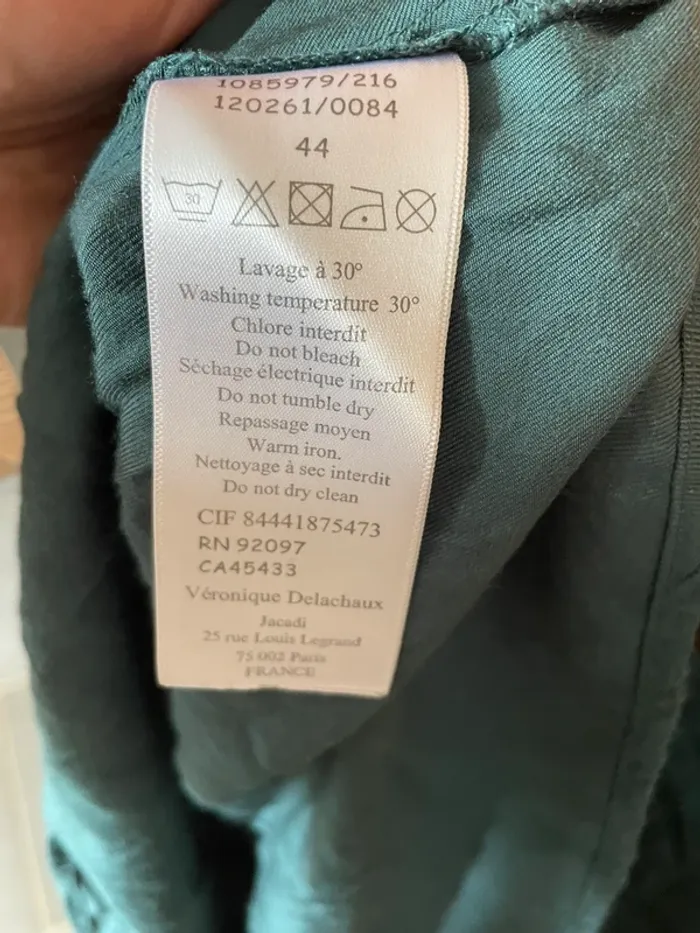 1085979/216
120261/0084
44
30
Lavage à 30°
Washing temperature 30°
Chlore interdit
Do not bleach
Séchage électrique interdit
Do not tumble dry
Repassage moyen
Warm iron.
Nettoyage à sec interdit
Do not dry clean
CIF 84441875473
RN 92097
CA45433
Véronique Delachaux
Jacadi
25 rue Louis Legrand
75 002 Paris
FRANCE